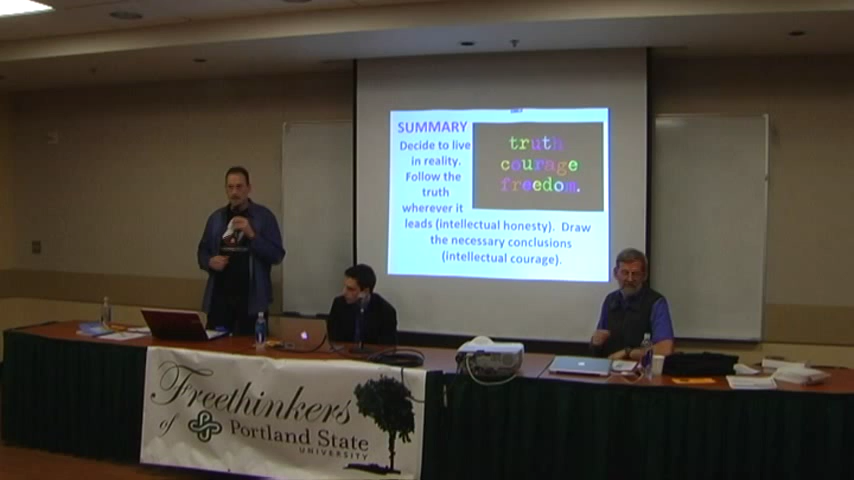 SUMMARY
Decide to live
in reality.
Follow the
truth
wherever it
leads (intellectual honesty). Draw
the necessary conclusions
(intellectual courage).
truth
courage
freedom.
Freethinkers
of Portland State
UNIVERSITY